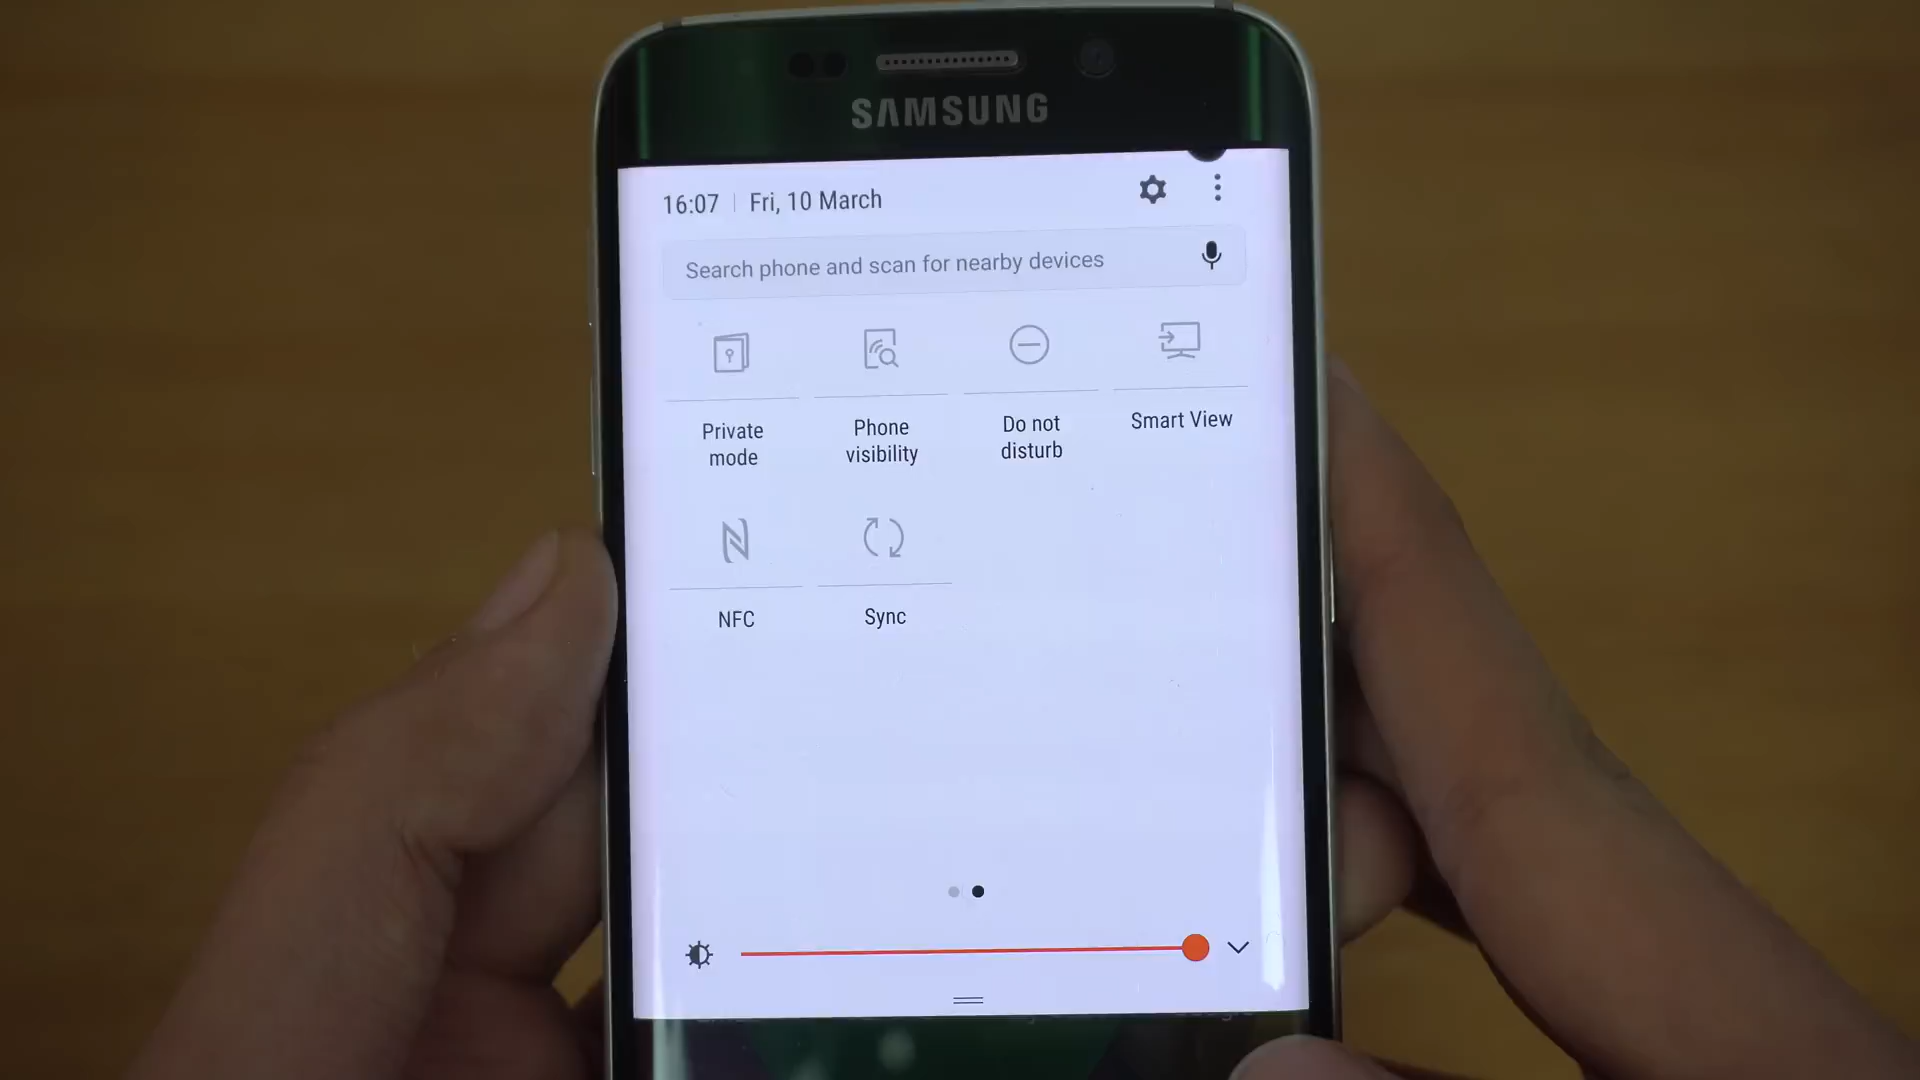 SAMSUNG
16:07 Fri, 10 March
Search phone and scan for nearby devices
Private
mode
Phone
visibility
Do not
disturb
Smart View
NFC
Sync